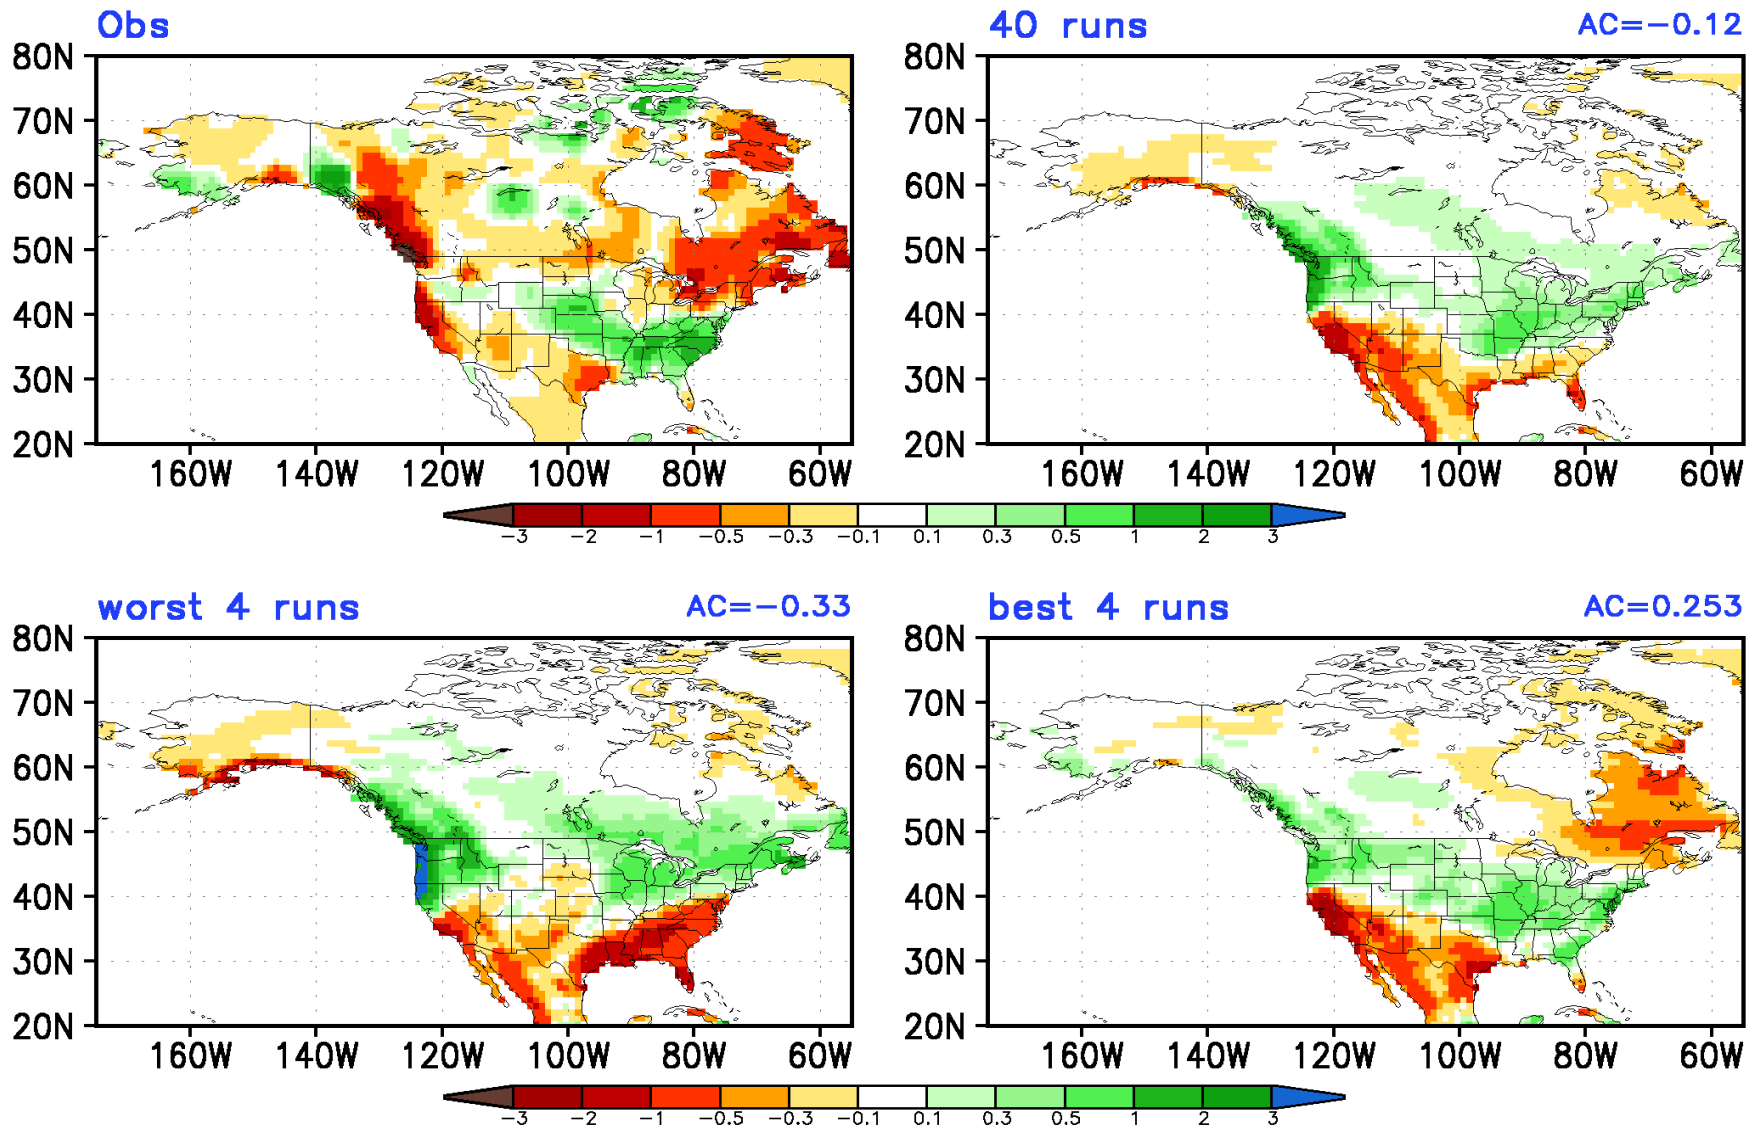 Obs
40 runs AC=-0.12
80N 80N
70N 70N
60N 60N
50N 50N
40N 40N
30N 30N
20N 20N
160W 140W 120W 100W 80W 60W 160W 140W 120W 100W 80W 60W
-3 -2 -1 -0.5 -0.3 -0.1 0.1 0.3 0.5 1 2 3
worst 4 runs AC=-0.33 best 4 runs AC=0.253
80N 80N
70N 70N
60N 60N
50N 50N
40N 40N
30N 30N
20N 20N
160W 140W 120W 100W 80W 60W 160W 140W 120W 100W 80W 60W
-3 -2 -1 -0.5 -0.3 -0.1 0.1 0.3 0.5 1 2 3